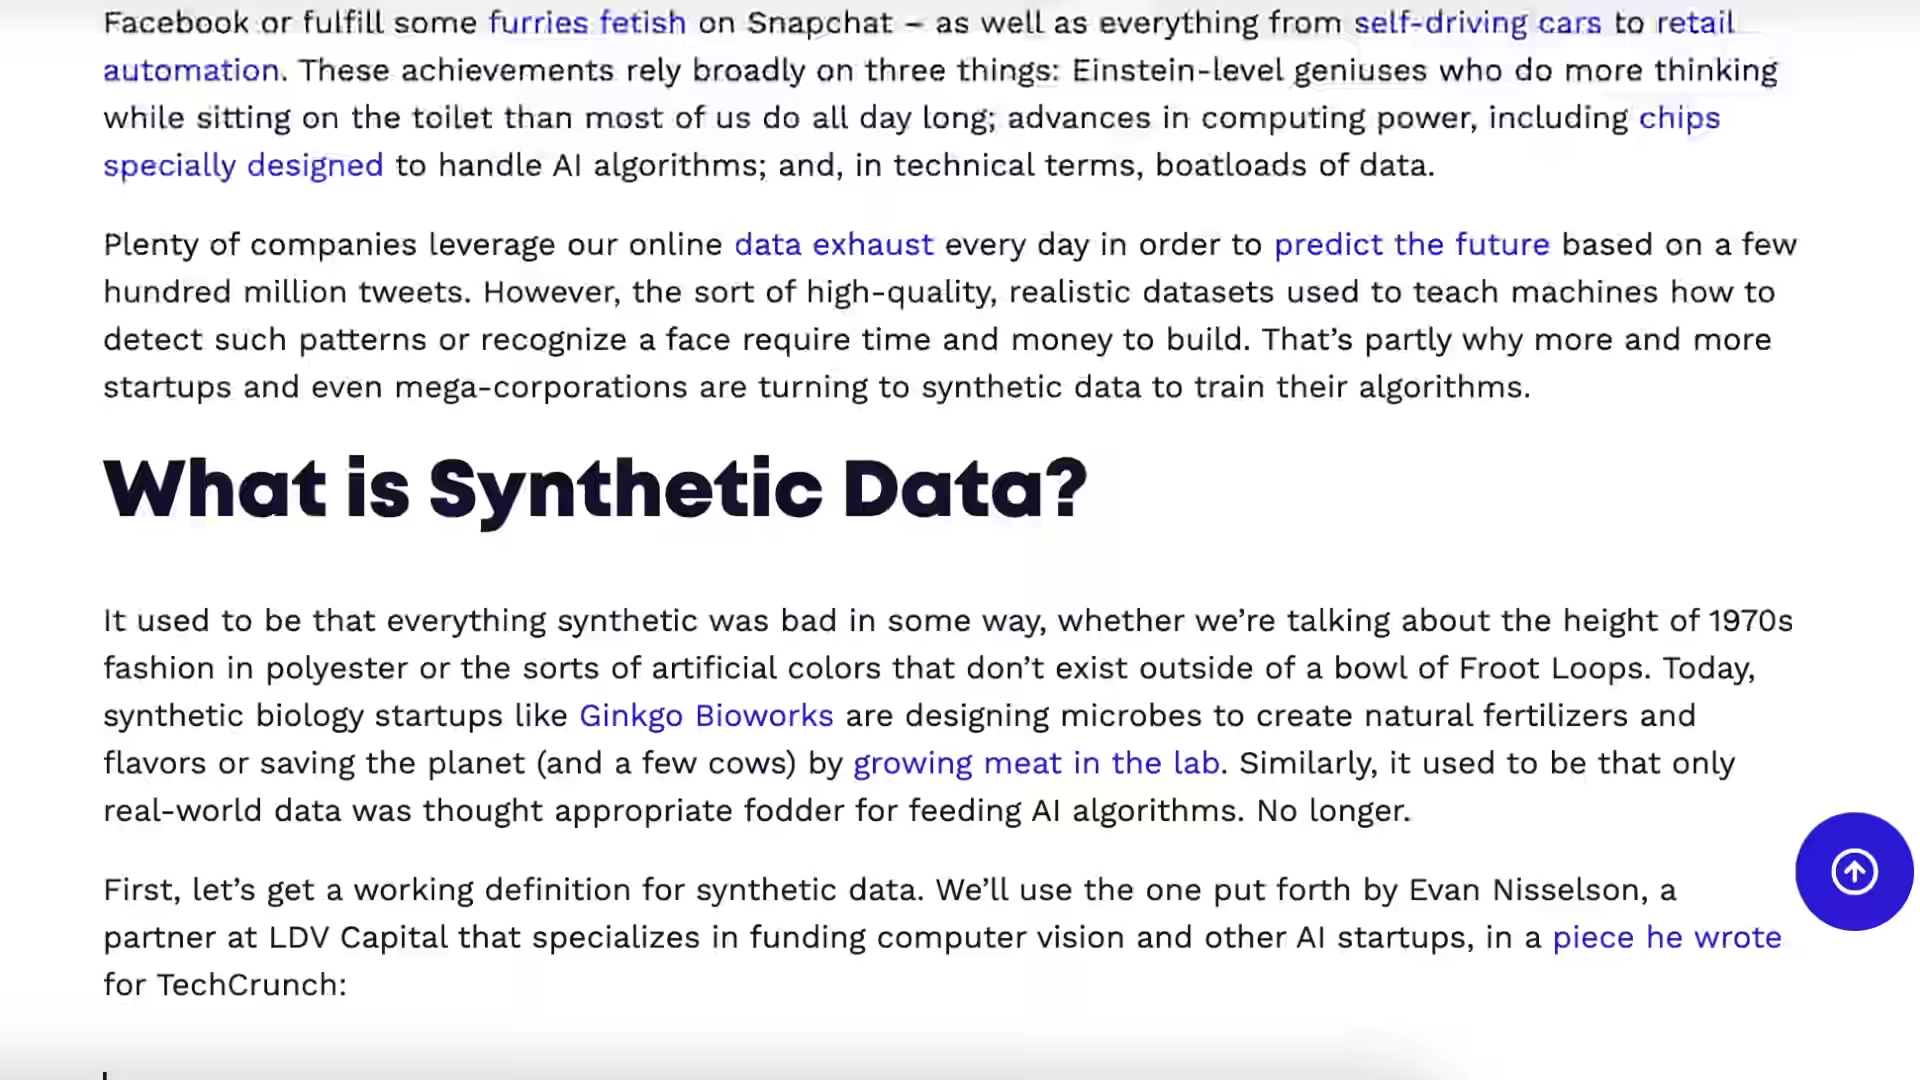 Facebook or fulfill some furries fetish on Snapchat – as well as everything from self-driving cars to retail
automation. These achievements rely broadly on three things: Einstein-level geniuses who do more thinking
while sitting on the toilet than most of us do all day long; advances in computing power, including chips
specially designed to handle AI algorithms; and, in technical terms, boatloads of data.
Plenty of companies leverage our online data exhaust every day in order to predict the future based on a few
hundred million tweets. However, the sort of high-quality, realistic datasets used to teach machines how to
detect such patterns or recognize a face require time and money to build. That’s partly why more and more
startups and even mega-corporations are turning to synthetic data to train their algorithms.
What is Synthetic Data?
It used to be that everything synthetic was bad in some way, whether we’re talking about the height of 1970s
fashion in polyester or the sorts of artificial colors that don’t exist outside of a bowl of Froot Loops. Today,
synthetic biology startups like Ginkgo Bioworks are designing microbes to create natural fertilizers and
flavors or saving the planet (and a few cows) by growing meat in the lab. Similarly, it used to be that only
real-world data was thought appropriate fodder for feeding AI algorithms. No longer.
First, let’s get a working definition for synthetic data. We’ll use the one put forth by Evan Nisselson, a
partner at LDV Capital that specializes in funding computer vision and other AI startups, in a piece he wrote
for TechCrunch: